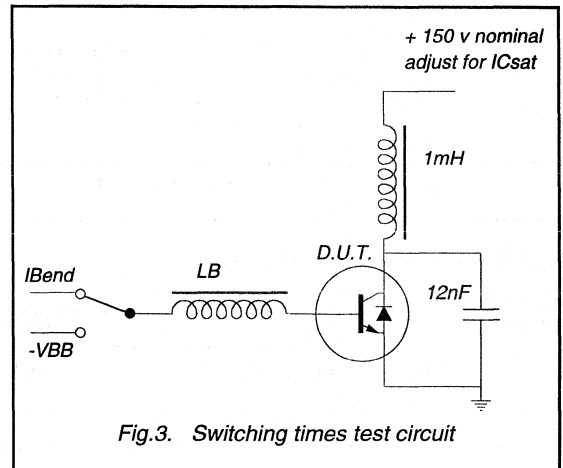 + 150 v nominal
adjust for ICsat
1mH
D.U.T.
LB
IBend
12nF
-VBB
Fig.3. Switching times test circuit